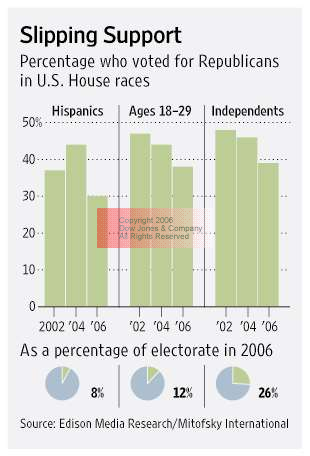 Slipping Support
Percentage who voted for Republicans
in U.S. House races
Hispanics Ages 18–29 Independents
50%
40
30
20
10
0
Copyright 2006
Dow Jones & Company
All Rights Reserved
2002 '04 '06 '02 '04 '06 '02 '04 '06
As a percentage of electorate in 2006
8% 12% 26%
Source: Edison Media Research/Mitofsky International